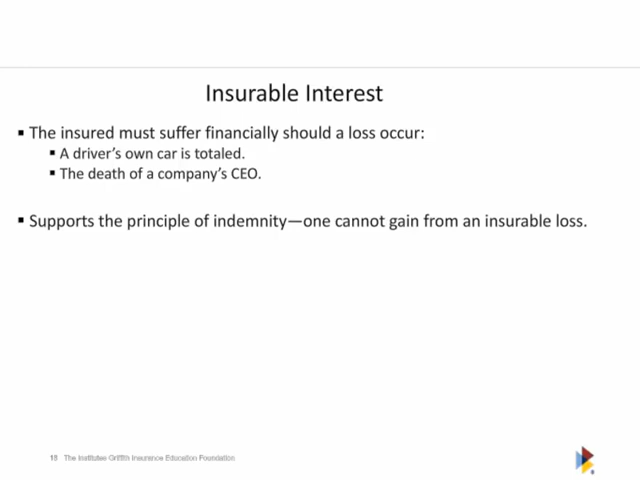 Insurable Interest
▪ The insured must suffer financially should a loss occur:
▪ A driver’s own car is totaled.
▪ The death of a company’s CEO.
▪ Supports the principle of indemnity—one cannot gain from an insurable loss.
18 The Institutes Griffith Insurance Education Foundation